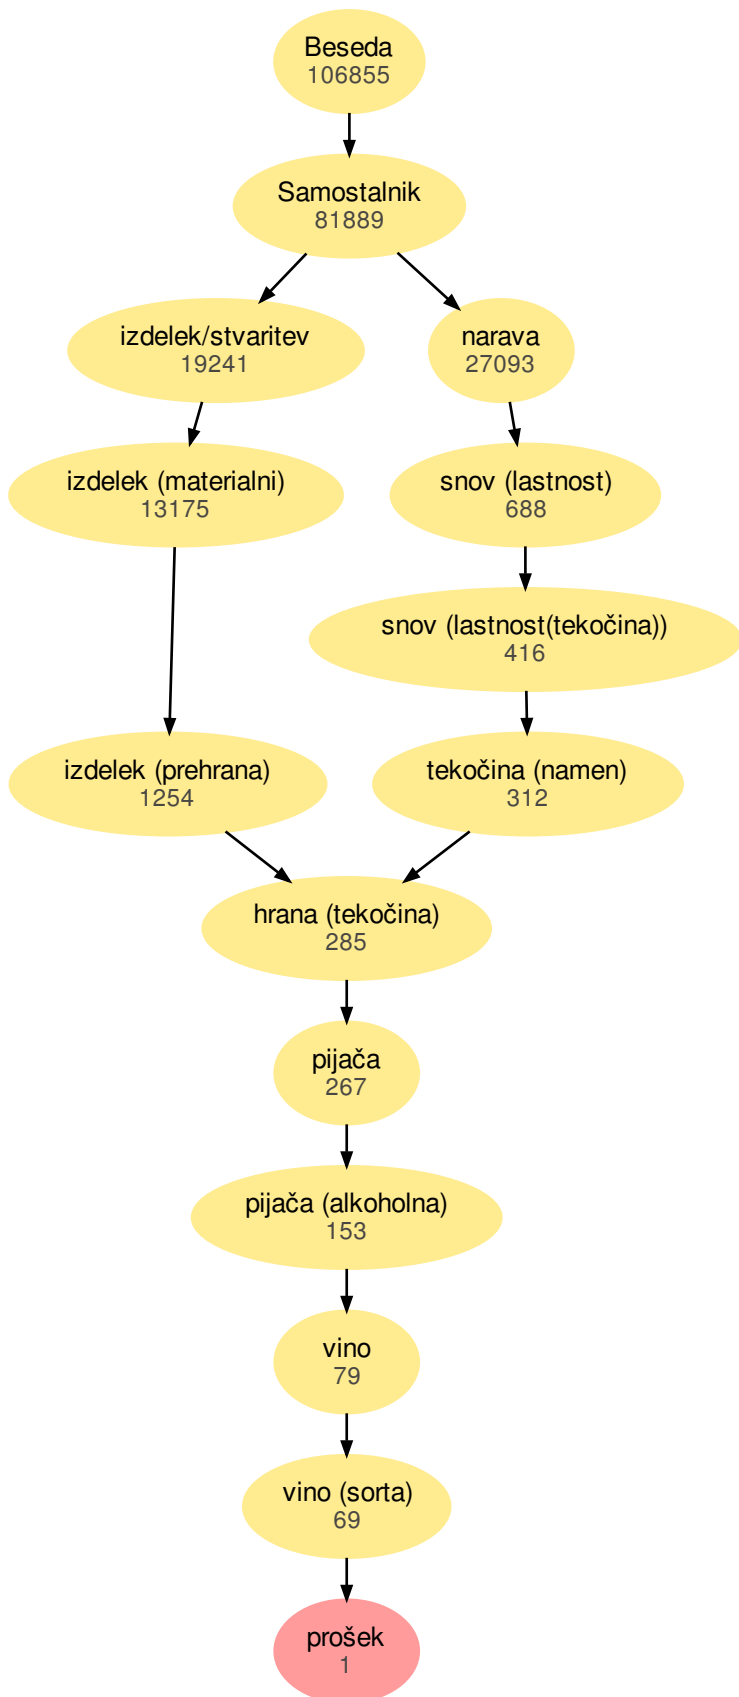 Beseda
106855
Samostalnik
81889
izdelek/stvaritev
19241
narava
27093
izdelek (materialni)
13175
snov (lastnost)
688
snov (lastnost(tekočina))
416
izdelek (prehrana)
1254
tekočina (namen)
312
hrana (tekočina)
285
pijača
267
pijača (alkoholna)
153
vino
79
vino (sorta)
69
prošek
1